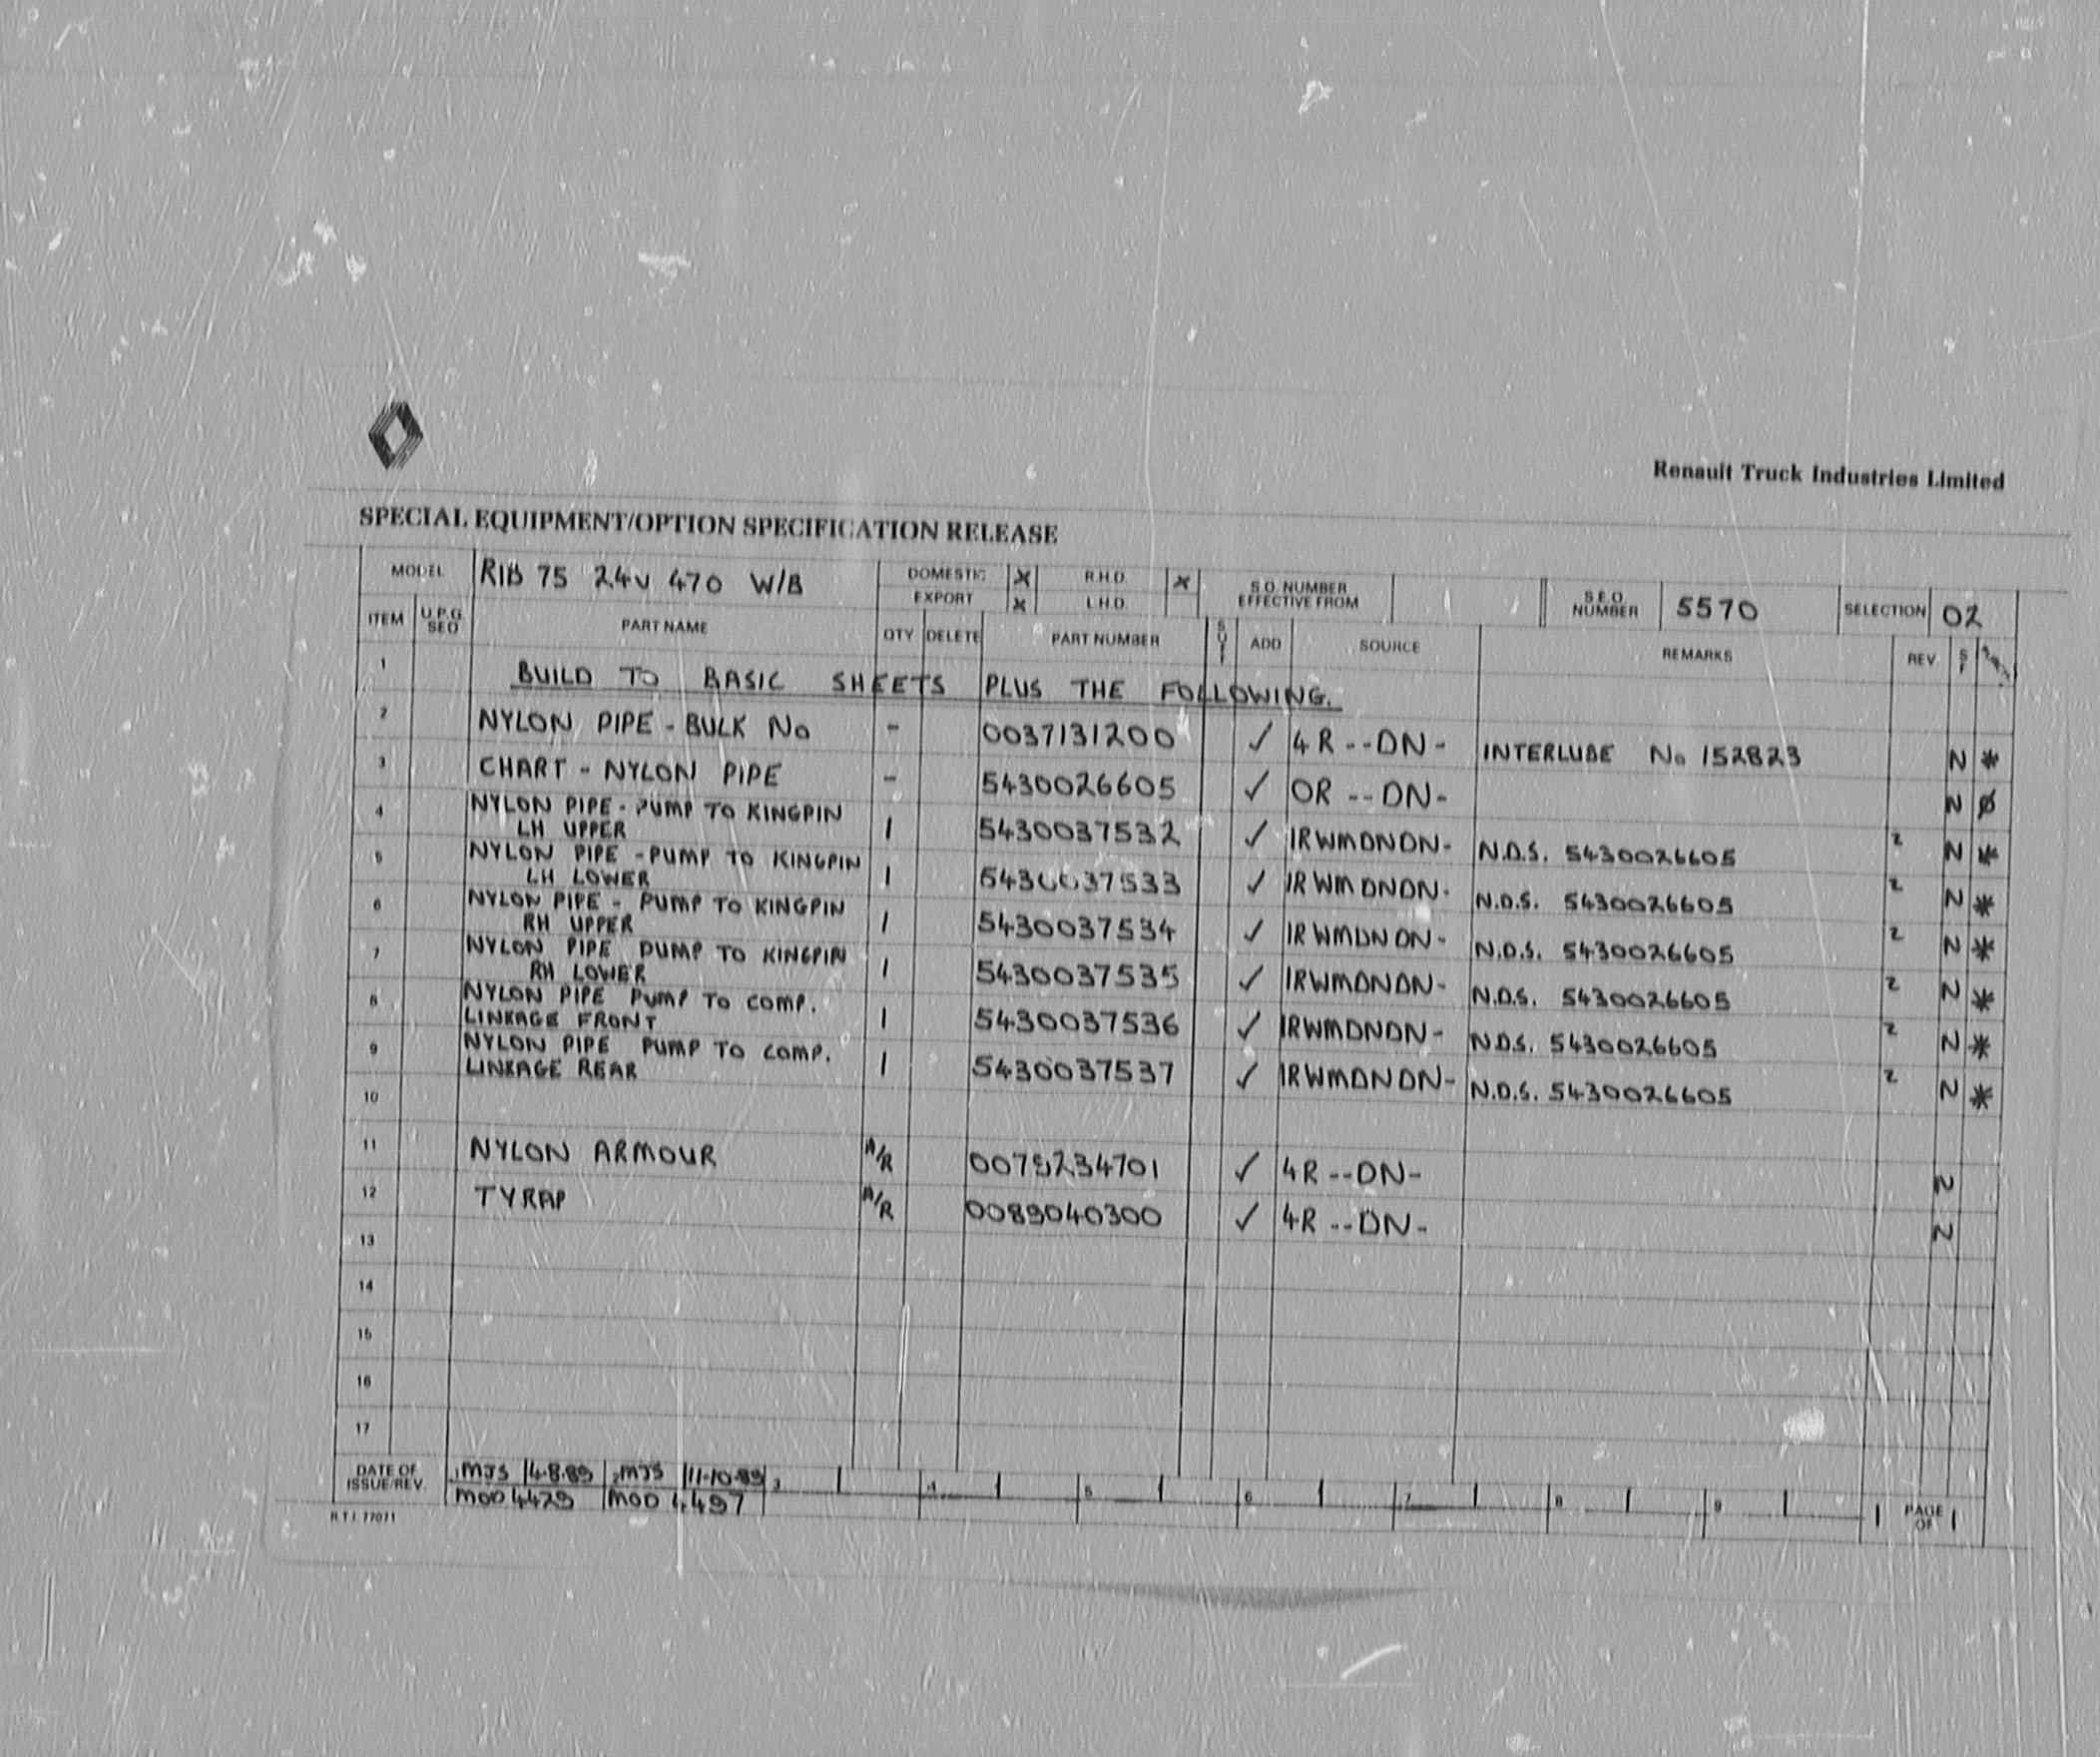 Renault Truck Industries Limited
SPECIAL EQUIPMENT/OPTION SPECIFICATION RELEASE
MODEL RIB 75 24v 470 W/B DOMESTIC X R.H.D. X S.O. NUMBER EFFECTIVE FROM S.E.O. NUMBER 5570 SELECTION 02
EXPORT X L.H.D.
ITEM U.P.G. SEQ PART NAME QTY DELETE PART NUMBER ADD SOURCE REMARKS REV
1 BUILD TO BASIC SHEETS PLUS THE FOLLOWING.
2 NYLON PIPE - BULK No - 0037131200 ✓ 4R--DN- INTERLUBE No 152823 N *
3 CHART - NYLON PIPE - 5430026605 ✓ OR --DN- N Ø
4 NYLON PIPE - PUMP TO KINGPIN
LH UPPER 1 5430037532 ✓ IRWMDNDN- N.D.S. 5430026605 2 N *
5 NYLON PIPE - PUMP TO KINGPIN
LH LOWER 1 5430037533 ✓ IRWMDNDN- N.D.S. 5430026605 2 N *
6 NYLON PIPE - PUMP TO KINGPIN
RH UPPER 1 5430037534 ✓ IRWMDNDN- N.D.S. 5430026605 2 N *
7 NYLON PIPE PUMP TO KINGPIN
RH LOWER 1 5430037535 ✓ IRWMDNDN- N.D.S. 5430026605 2 N *
8 NYLON PIPE PUMP TO COMP.
LINKAGE FRONT 1 5430037536 ✓ IRWMDNDN- N.D.S. 5430026605 2 N *
9 NYLON PIPE PUMP TO COMP.
LINKAGE REAR 1 5430037537 ✓ IRWMDNDN- N.D.S. 5430026605 2 N *
10
11 NYLON ARMOUR A/R 0075234701 ✓ 4R--DN- N
12 TYRAP A/R 0089040300 ✓ 4R--DN- N
13
14
15
16
17
DATE OF ISSUE/REV. 1 MJS 4.8.89 2 MJS 11.10.89 3 4 5 6 7 8 9 1 PAGE OF 1
MOD 4479 MOD 4497
R.T.I. 77071